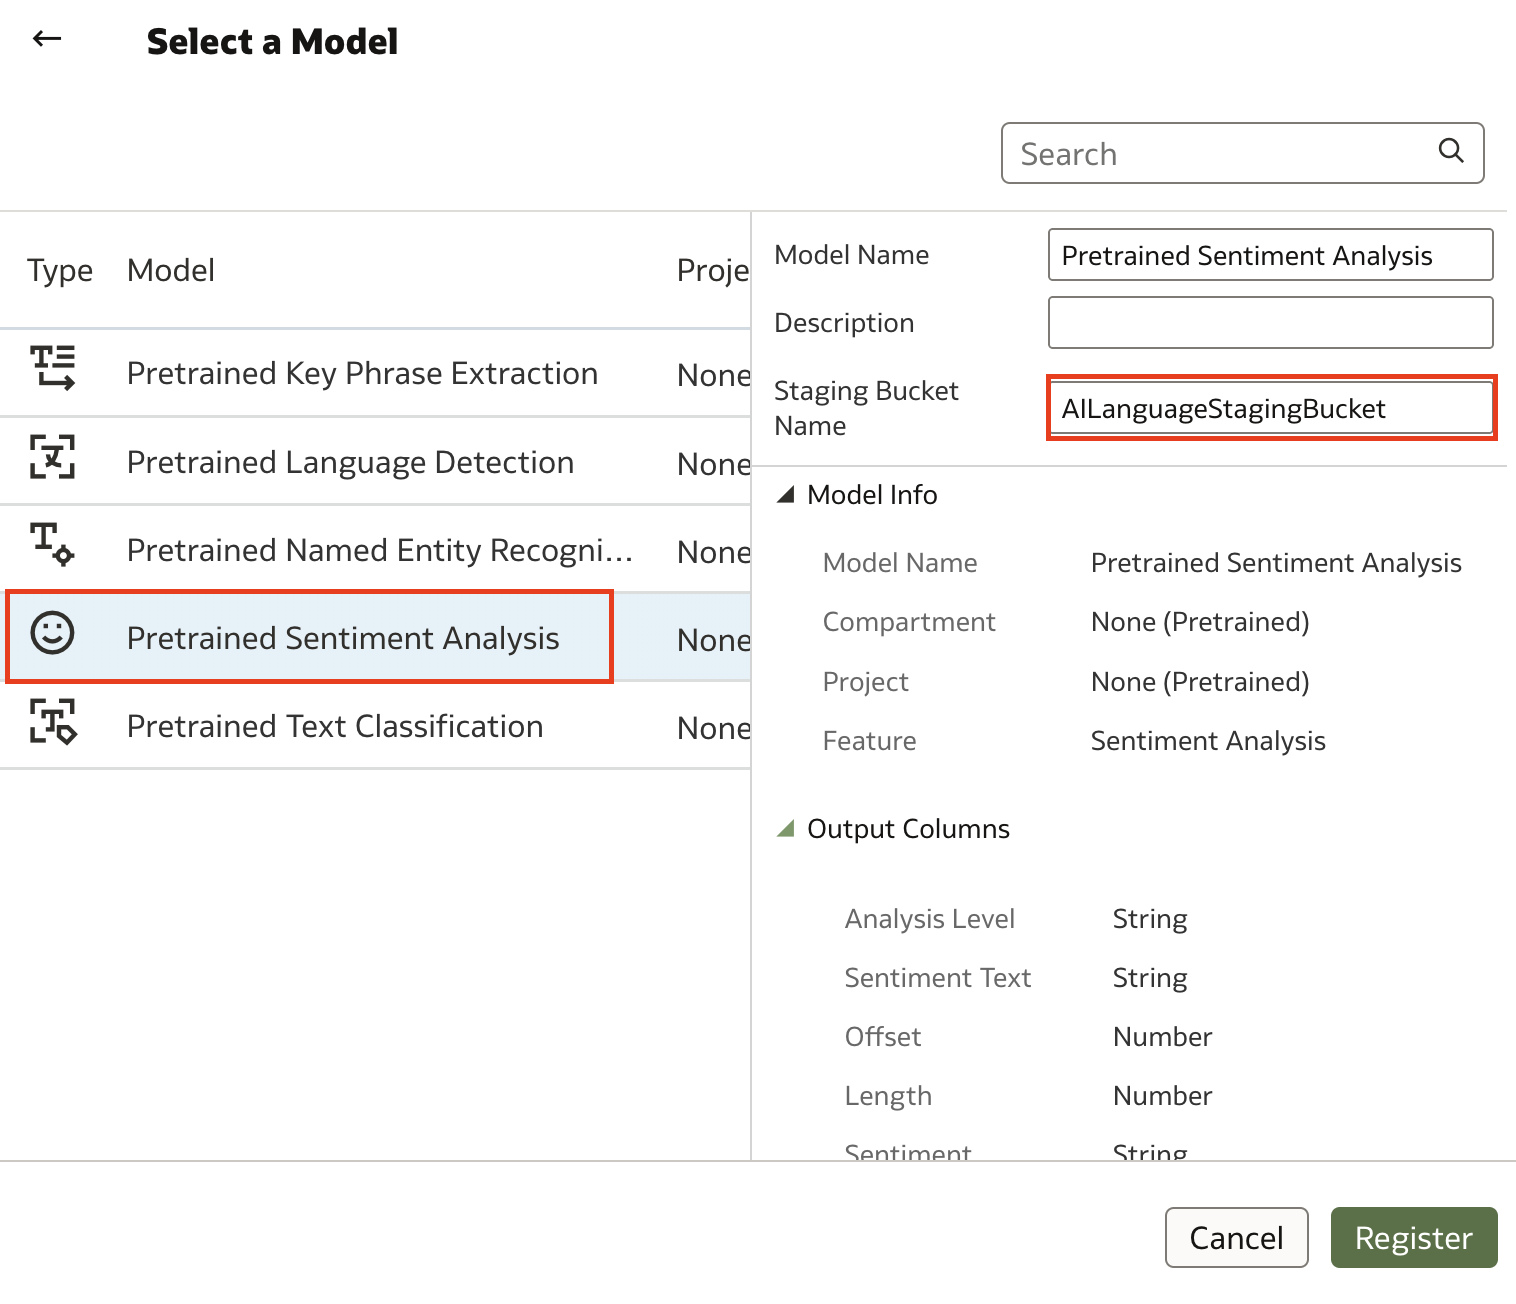 Select a Model
Search
Type Model Proje
Pretrained Key Phrase Extraction None
Pretrained Language Detection None
Pretrained Named Entity Recogni... None
Pretrained Sentiment Analysis None
Pretrained Text Classification None
Model Name Pretrained Sentiment Analysis
Description
Staging Bucket
Name
AILanguageStagingBucket
Model Info
Model Name Pretrained Sentiment Analysis
Compartment None (Pretrained)
Project None (Pretrained)
Feature Sentiment Analysis
Output Columns
Analysis Level String
Sentiment Text String
Offset Number
Length Number
Sentiment String
Cancel Register